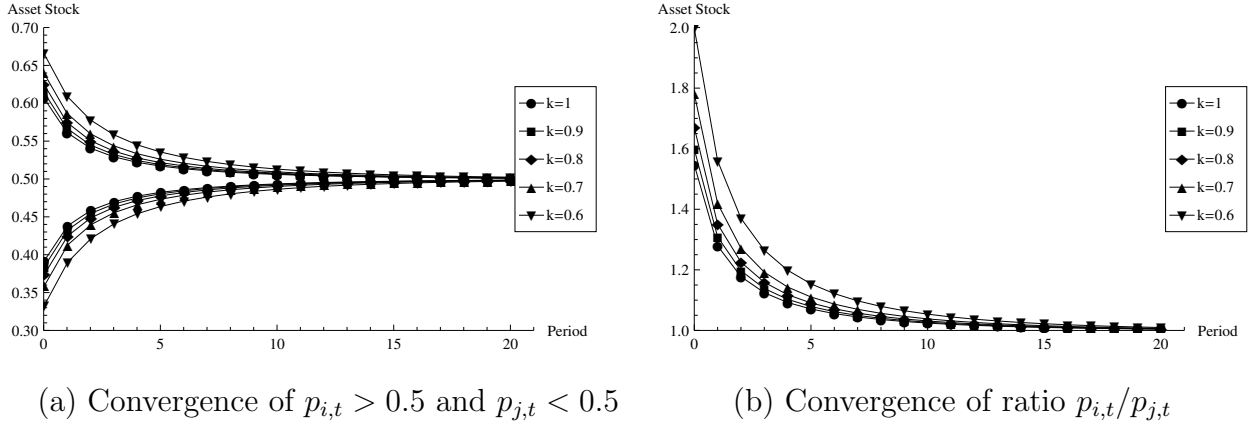 Asset Stock
0.70
0.65
0.60
0.55
0.50
0.45
0.40
0.35
0.30
0
5
10
15
20
Period
k=1
k=0.9
k=0.8
k=0.7
k=0.6
(a) Convergence of p_{i,t} > 0.5 and p_{j,t} < 0.5
Asset Stock
2.0
1.8
1.6
1.4
1.2
1.0
0
5
10
15
20
Period
k=1
k=0.9
k=0.8
k=0.7
k=0.6
(b) Convergence of ratio p_{i,t}/p_{j,t}